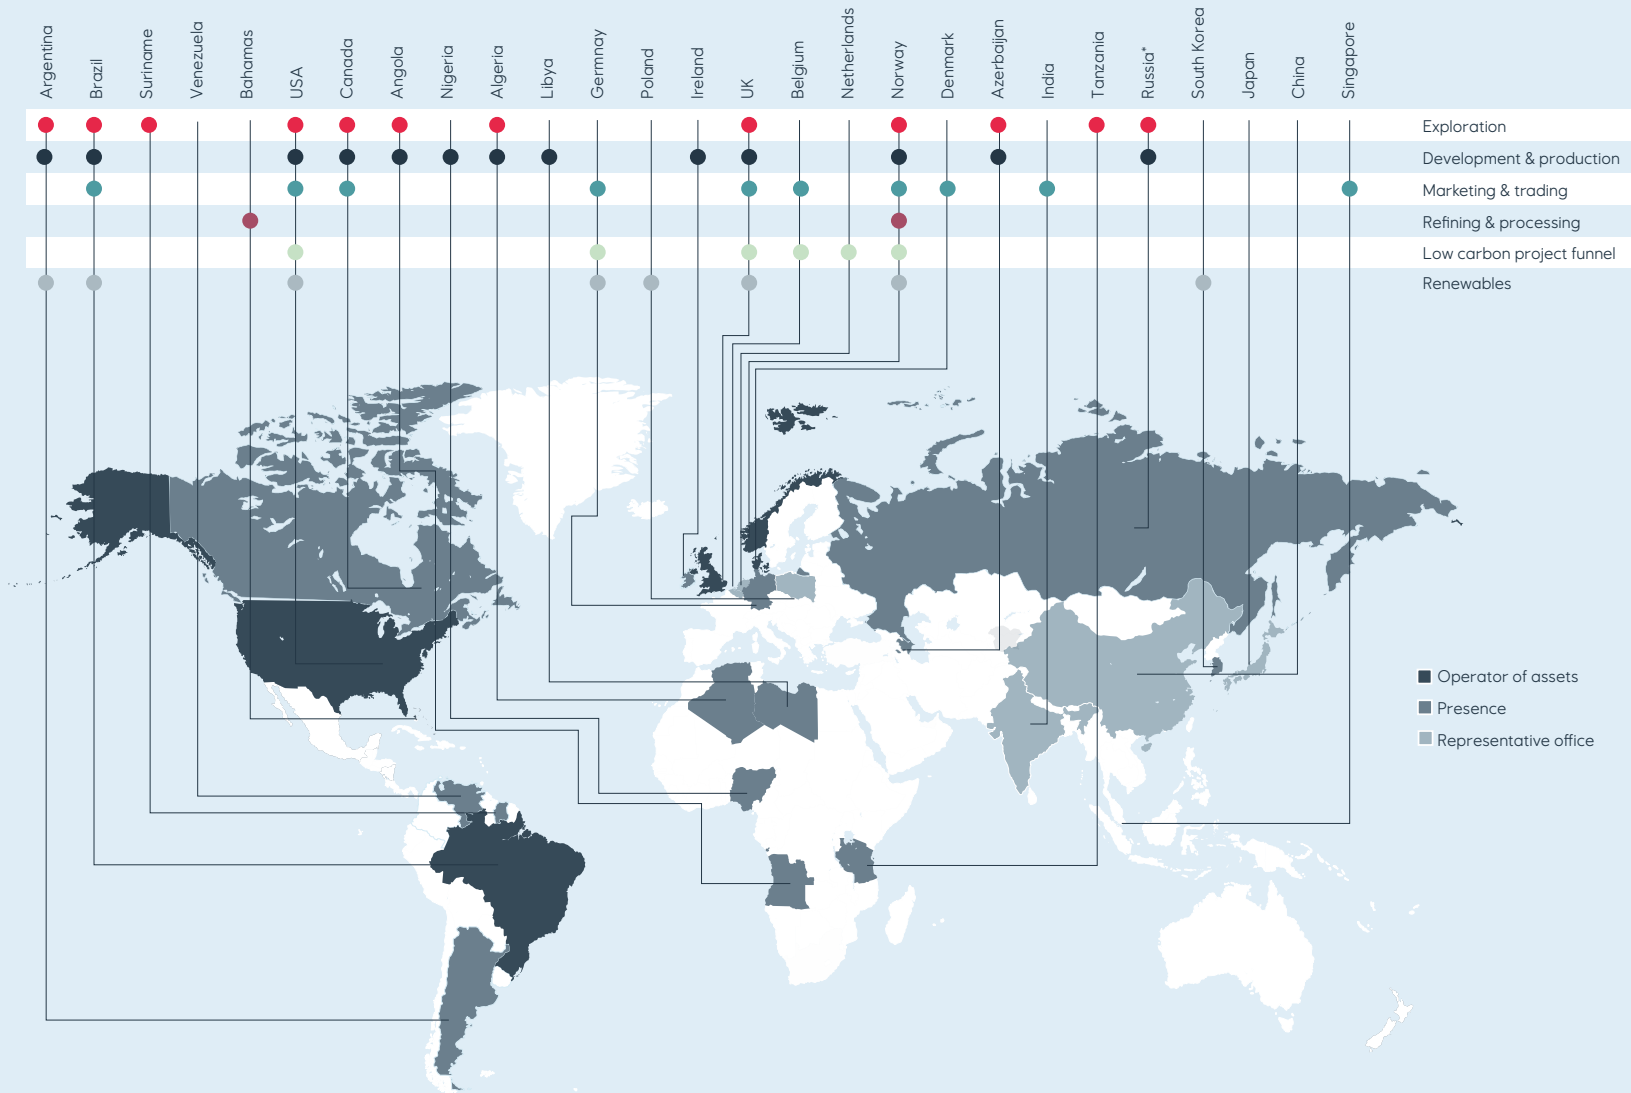 Argentina
Brazil
Suriname
Venezuela
Bahamas
USA
Canada
Angola
Nigeria
Algeria
Libya
Germnay
Poland
Ireland
UK
Belgium
Netherlands
Norway
Denmark
Azerbaijan
India
Tanzania
Russia*
South Korea
Japan
China
Singapore
Exploration
Development & production
Marketing & trading
Refining & processing
Low carbon project funnel
Renewables
Operator of assets
Presence
Representative office